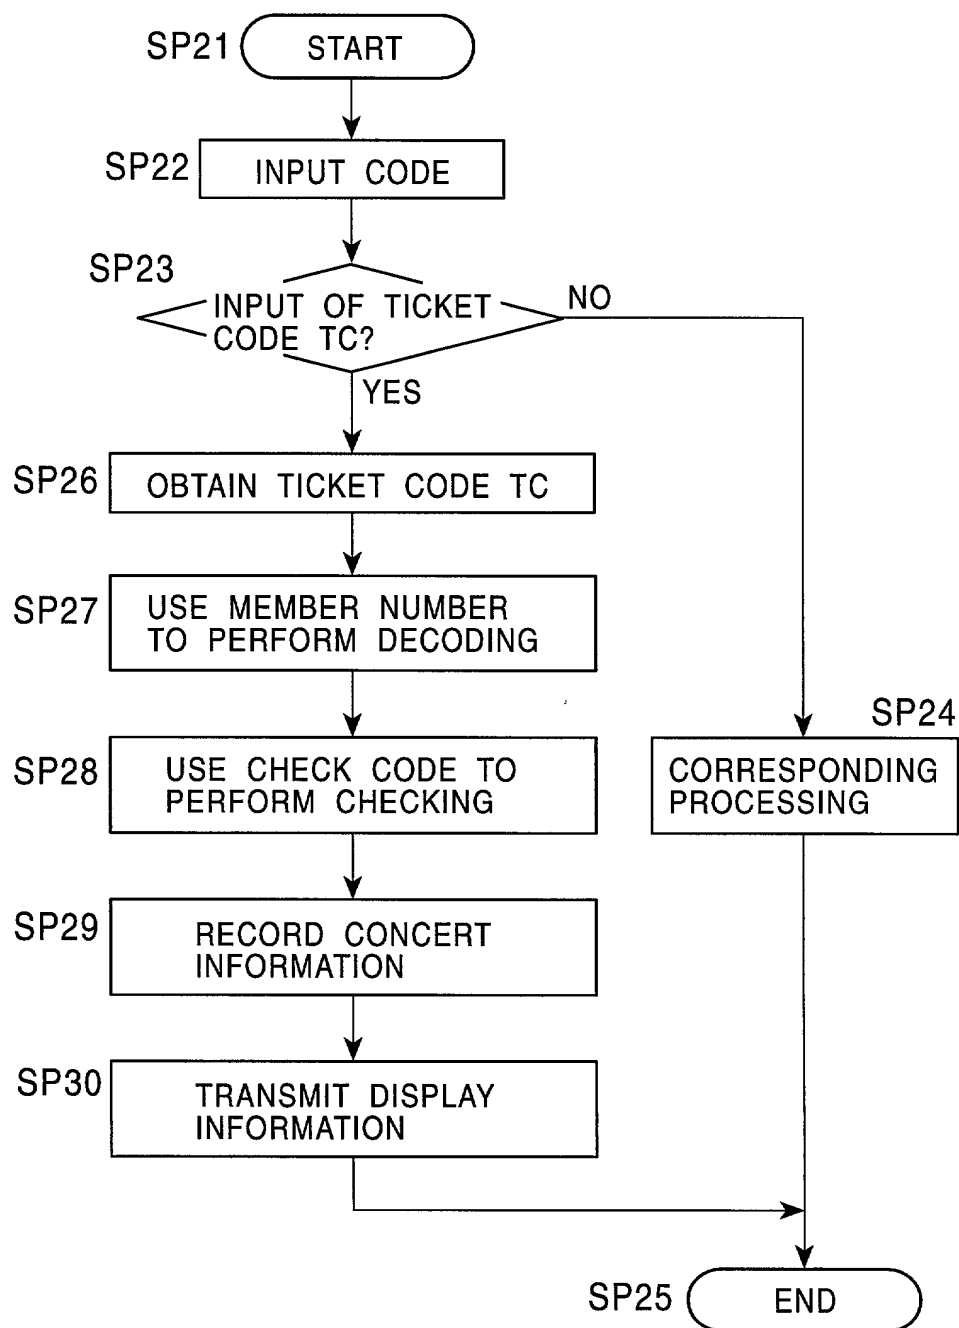 SP21 START
SP22 INPUT CODE
SP23
INPUT OF TICKET
CODE TC?
NO
YES
SP26 OBTAIN TICKET CODE TC
SP27 USE MEMBER NUMBER
TO PERFORM DECODING
SP24
SP28 USE CHECK CODE TO
PERFORM CHECKING
CORRESPONDING
PROCESSING
SP29 RECORD CONCERT
INFORMATION
SP30 TRANSMIT DISPLAY
INFORMATION
SP25 END